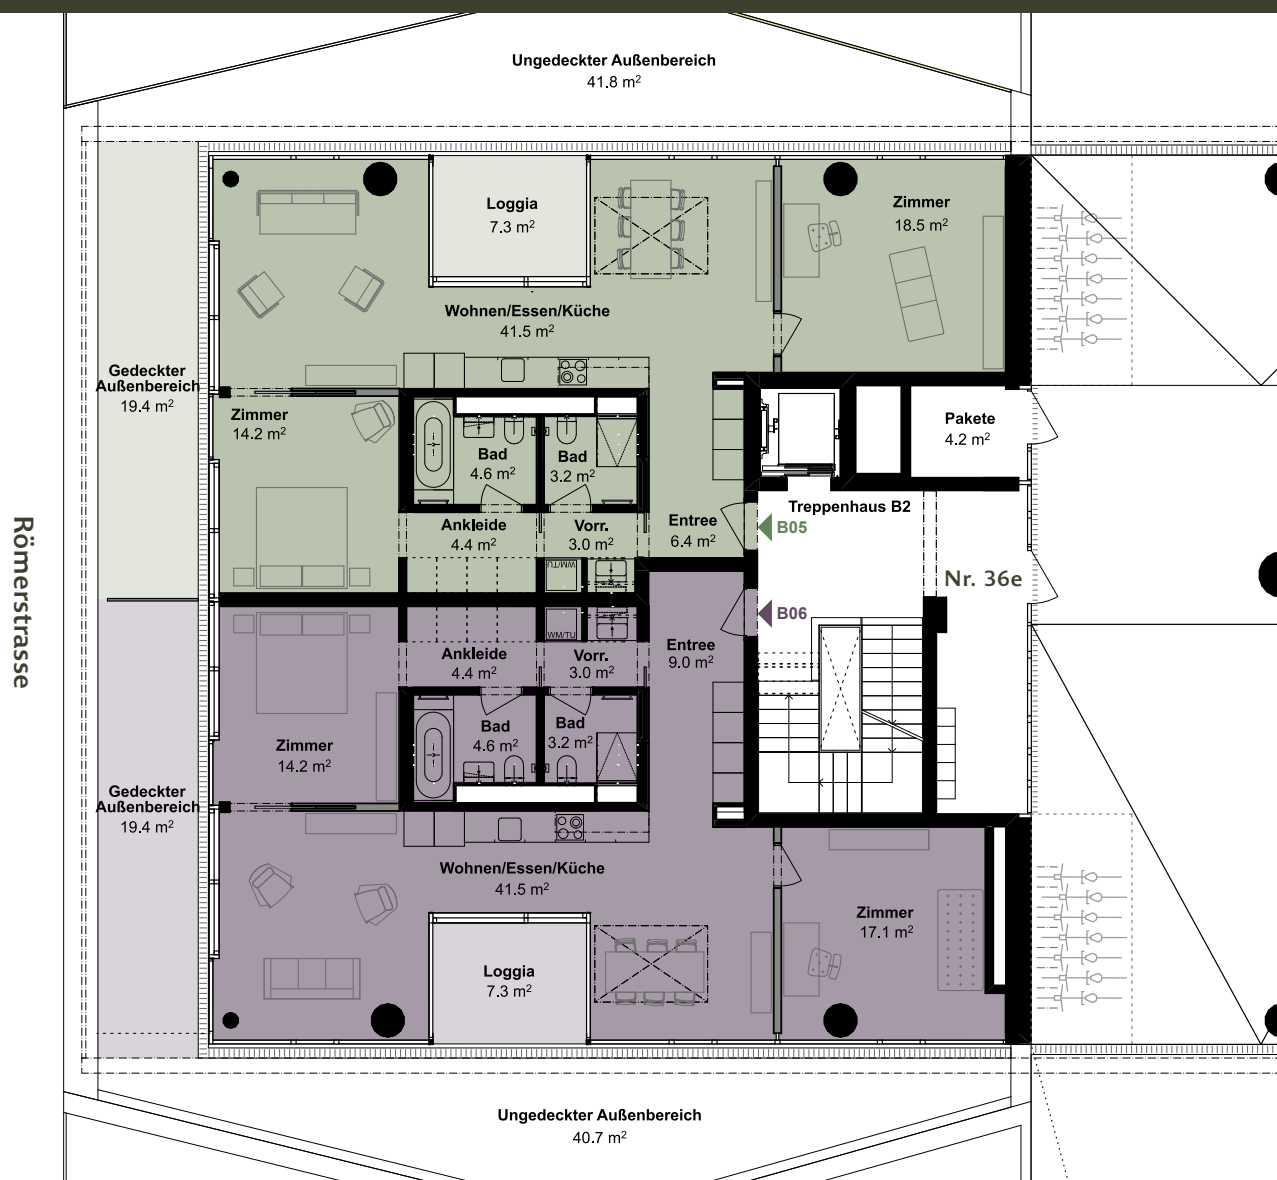 Ungedeckter Außenbereich
41.8 m²
Loggia
7.3 m²
Zimmer
18.5 m²
Wohnen/Essen/Küche
41.5 m²
Gedeckter
Außenbereich
19.4 m²
Zimmer
14.2 m²
Pakete
4.2 m²
Bad
4.6 m²
Bad
3.2 m²
Treppenhaus B2
Ankleide
4.4 m²
Vorr.
3.0 m²
Entree
6.4 m²
B05
WM/TU
Nr. 36e
Römerstrasse
B06
WM/TU
Ankleide
4.4 m²
Vorr.
3.0 m²
Entree
9.0 m²
Bad
4.6 m²
Bad
3.2 m²
Zimmer
14.2 m²
Gedeckter
Außenbereich
19.4 m²
Wohnen/Essen/Küche
41.5 m²
Zimmer
17.1 m²
Loggia
7.3 m²
Ungedeckter Außenbereich
40.7 m²